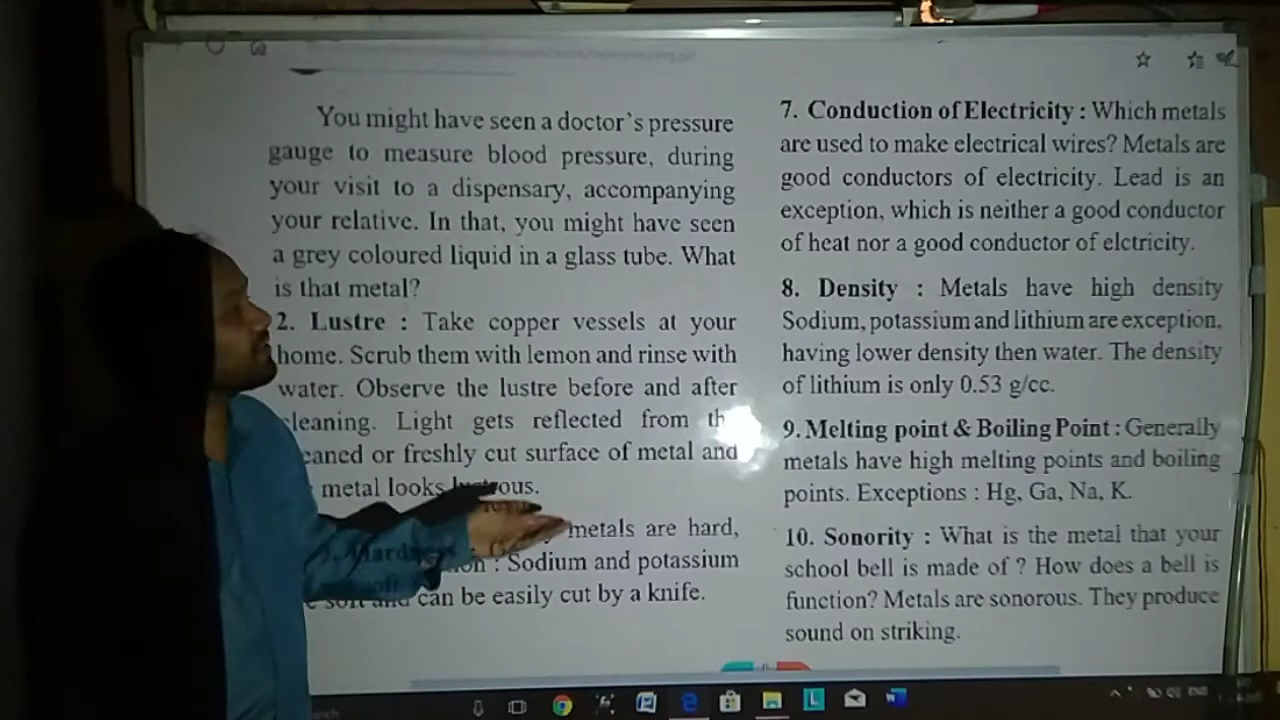 You might have seen a doctor's pressure
gauge to measure blood pressure, during
your visit to a dispensary, accompanying
your relative. In that, you might have seen
a grey coloured liquid in a glass tube. What
is that metal?
2. Lustre : Take copper vessels at your
home. Scrub them with lemon and rinse with
water. Observe the lustre before and after
cleaning. Light gets reflected from the
or freshly cut surface of metal and
metal looks lustrous.
metals are hard,
: Sodium and potassium
soft and can be easily cut by a knife.
7. Conduction of Electricity : Which metals
are used to make electrical wires? Metals are
good conductors of electricity. Lead is an
exception, which is neither a good conductor
of heat nor a good conductor of elctricity.
8. Density : Metals have high density
Sodium, potassium and lithium are exception,
having lower density then water. The density
of lithium is only 0.53 g/cc.
9. Melting point & Boiling Point : Generally
metals have high melting points and boiling
points. Exceptions : Hg, Ga, Na, K.
10. Sonority : What is the metal that your
school bell is made of ? How does a bell is
function? Metals are sonorous. They produce
sound on striking.